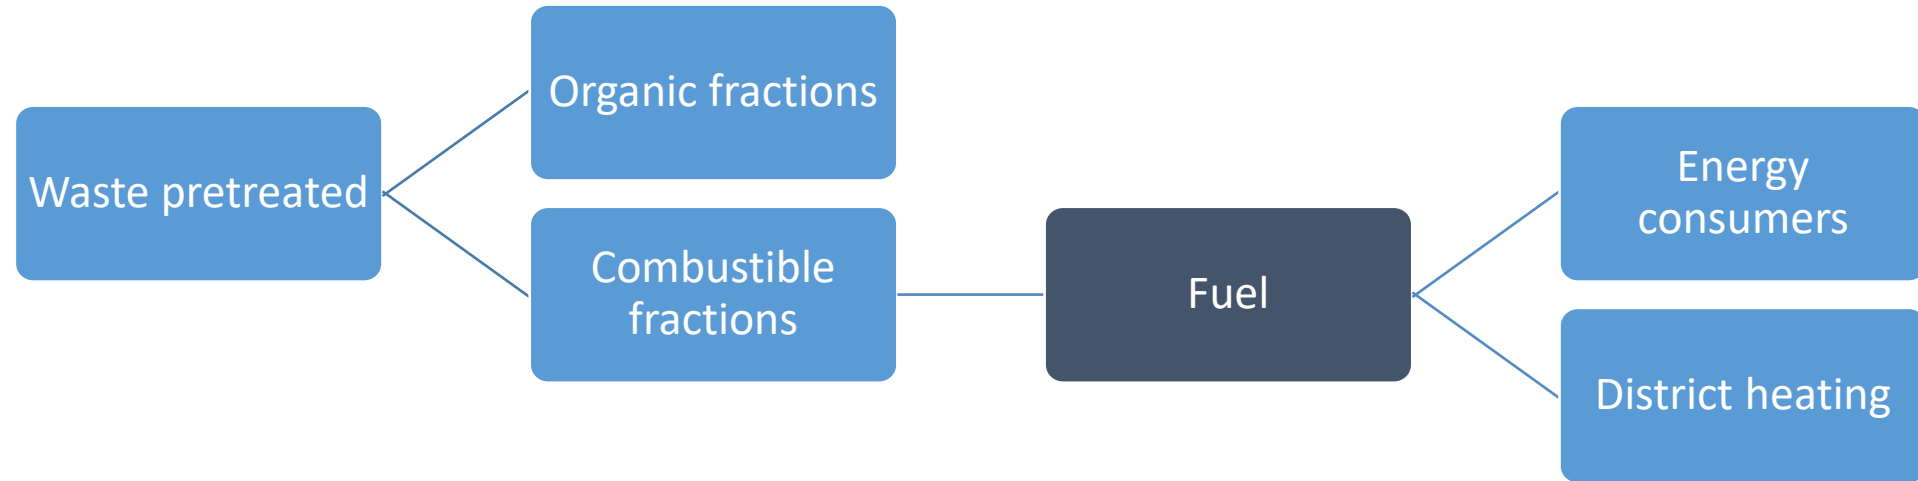 Waste pretreated
Organic fractions
Combustible
fractions
Fuel
Energy
consumers
District heating